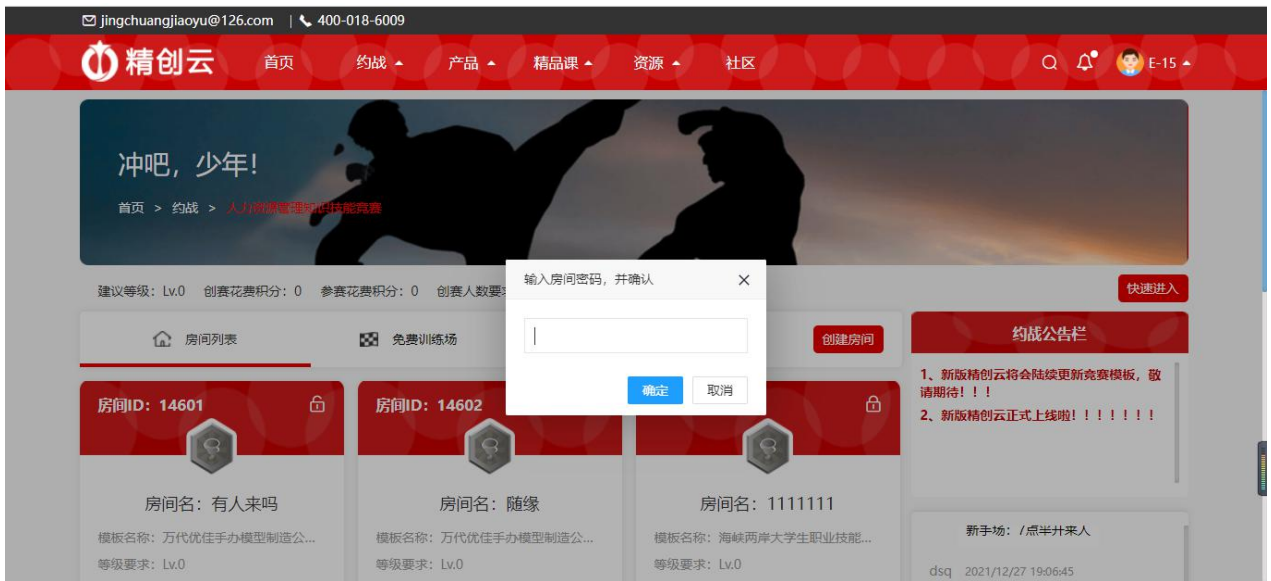 jingchuangjiaoyu@126.com | 400-018-6009
精创云 首页 约战 产品 精品课 资源 社区 E-15
冲吧，少年！
首页 > 约战 > 人力资源管理知识技能竞赛
建议等级：Lv.0 创赛花费积分：0 参赛花费积分：0 创赛人数要 快速进入
输入房间密码，并确认
确定 取消
房间列表 免费训练场 创建房间
约战公告栏
1、新版精创云将会陆续更新竞赛模板，敬
请期待！！！
2、新版精创云正式上线啦！！！！！！！
房间ID：14601
房间名：有人来吗
模板名称：万代优佳手办模型制造公...
等级要求：Lv.0
房间ID：14602
房间名：随缘
模板名称：万代优佳手办模型制造公...
等级要求：Lv.0
房间名：1111111
模板名称：海峡两岸大学生职业技能...
等级要求：Lv.0
新手场：
dsq 2021/12/27 19:06:45